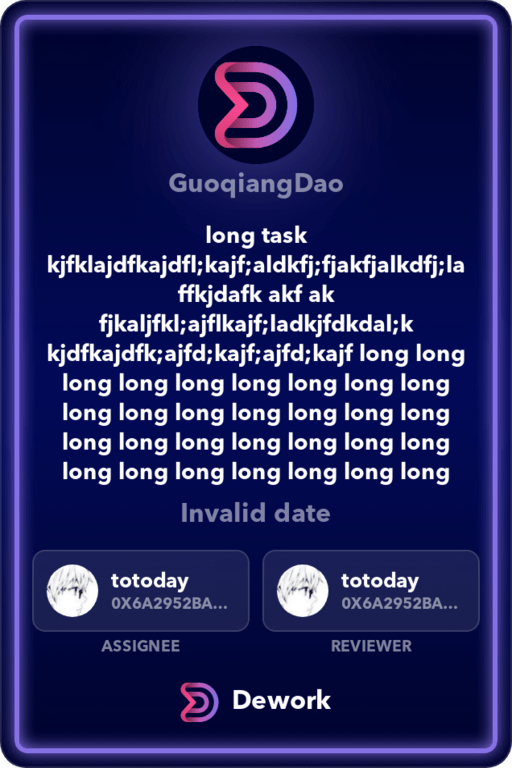 GuoqiangDao
long task
kjfklajdfkajdfl;kajf;aldkfj;fjakfjalkdfj;la
ffkjdafk akf ak
fjkaljfkl;ajflkajf;ladkjfdkdal;k
kjdfkajdfk;ajfd;kajf;ajfd;kajf long long
long long long long long long long
long long long long long long long
long long long long long long long
long long long long long long long
Invalid date
totoday
0X6A2952BA...
ASSIGNEE
totoday
0X6A2952BA...
REVIEWER
Dework